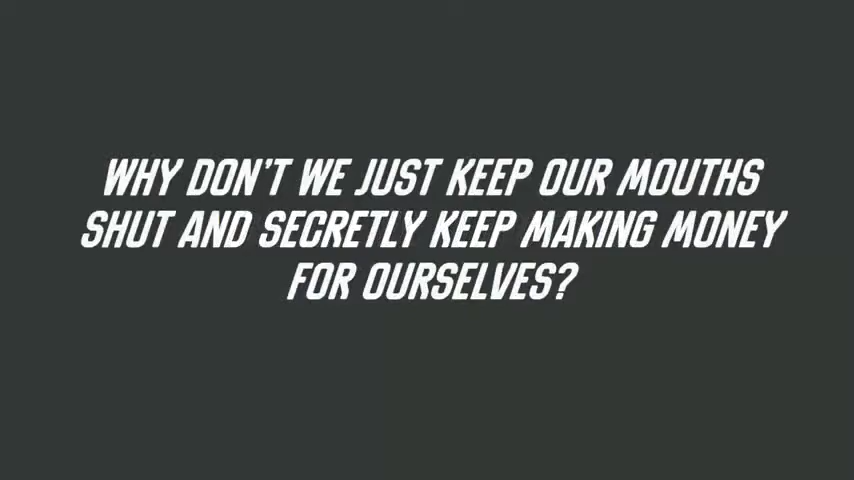 WHY DON'T WE JUST KEEP OUR MOUTHS
SHUT AND SECRETLY KEEP MAKING MONEY
FOR OURSELVES?